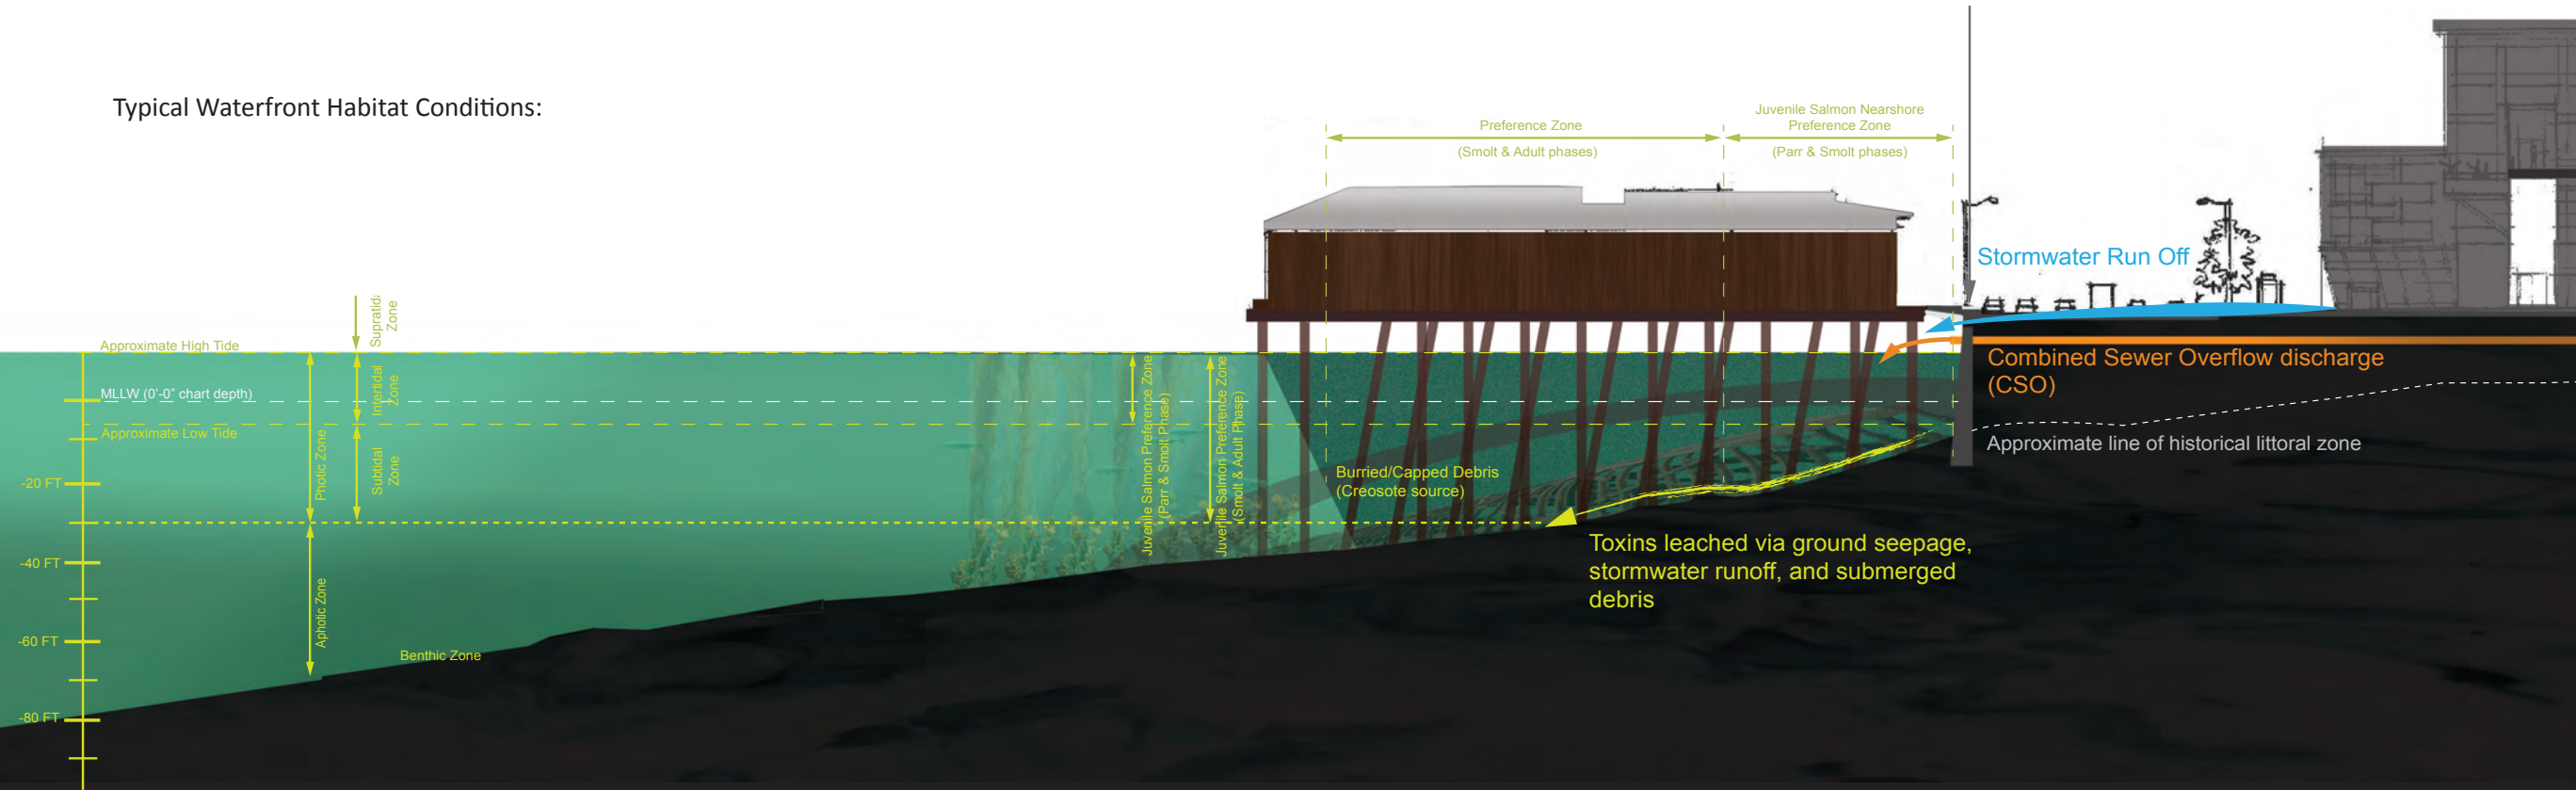 Typical Waterfront Habitat Conditions:
Juvenile Salmon Nearshore
Preference Zone
Preference Zone
(Smolt & Adult phases)
(Parr & Smolt phases)
Stormwater Run Off
Supratid
Zone
Approximate High Tide
Combined Sewer Overflow discharge
(CSO)
MLLW (0'-0" chart depth)
Intertidal
Zone
Approximate Low Tide
Approximate line of historical littoral zone
Photic Zone
Subtidal
Zone
Juvenile Salmon Preference Zone
(Parr & Smolt Phase)
Juvenile Salmon Preference Zone
(Smolt & Adult Phase)
Burried/Capped Debris
(Creosote source)
-20 FT
-40 FT
-60 FT
-80 FT
Toxins leached via ground seepage,
stormwater runoff, and submerged
debris
Aphotic Zone
Benthic Zone